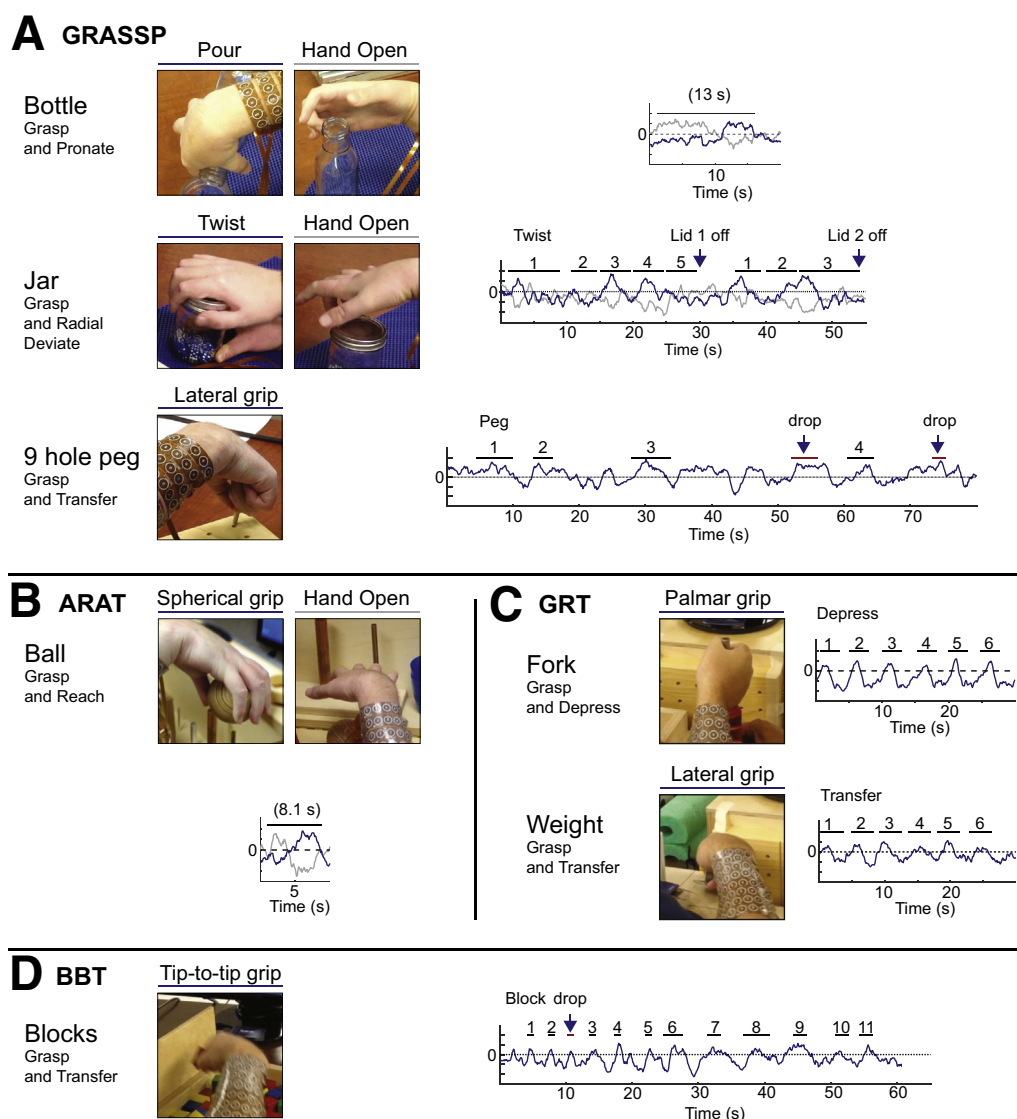 A GRASSP
Pour
Hand Open
Bottle
Grasp
and Pronate
(13 s)
0
10
Time (s)
Twist
Hand Open
Jar
Grasp
and Radial
Deviate
Twist
Lid 1 off
Lid 2 off
1 2 3 4 5 1 2 3
0
10 20 30 40 50
Time (s)
Lateral grip
9 hole peg
Grasp
and Transfer
Peg
drop
drop
1 2 3 4
0
10 20 30 40 50 60 70
Time (s)
B ARAT
Spherical grip
Hand Open
Ball
Grasp
and Reach
(8.1 s)
0
5
Time (s)
C GRT
Palmar grip
Fork
Grasp
and Depress
Depress
1 2 3 4 5 6
0
10 20
Time (s)
Lateral grip
Weight
Grasp
and Transfer
Transfer
1 2 3 4 5 6
0
10 20
Time (s)
D BBT
Tip-to-tip grip
Blocks
Grasp
and Transfer
Block drop
1 2 3 4 5 6 7 8 9 10 11
0
10 20 30 40 50 60
Time (s)